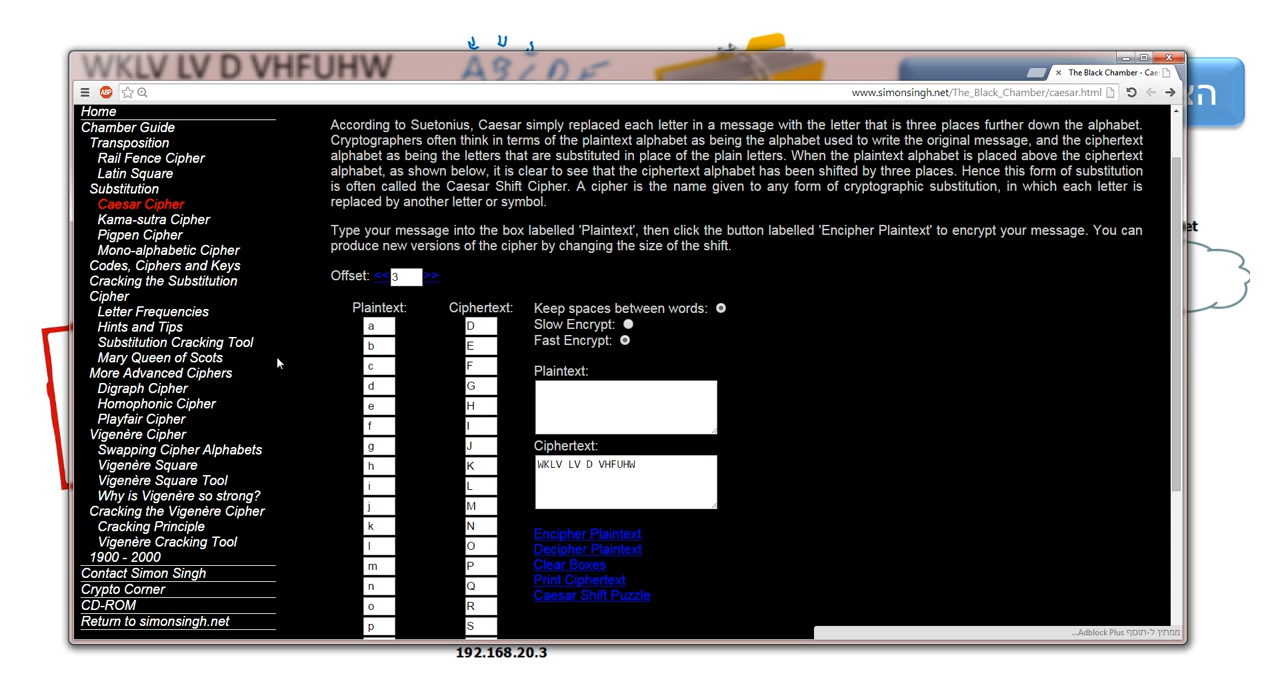 WKLV LV D VHFUHW
A B C D E
The Black Chamber - Cae
www.simonsingh.net/The_Black_Chamber/caesar.html
Home
Chamber Guide
Transposition
Rail Fence Cipher
Latin Square
Substitution
Caesar Cipher
Kama-sutra Cipher
Pigpen Cipher
Mono-alphabetic Cipher
Codes, Ciphers and Keys
Cracking the Substitution
Cipher
Letter Frequencies
Hints and Tips
Substitution Cracking Tool
Mary Queen of Scots
More Advanced Ciphers
Digraph Cipher
Homophonic Cipher
Playfair Cipher
Vigenère Cipher
Swapping Cipher Alphabets
Vigenère Square
Vigenère Square Tool
Why is Vigenère so strong?
Cracking the Vigenère Cipher
Cracking Principle
Vigenère Cracking Tool
1900 - 2000
Contact Simon Singh
Crypto Corner
CD-ROM
Return to simonsingh.net
According to Suetonius, Caesar simply replaced each letter in a message with the letter that is three places further down the alphabet.
Cryptographers often think in terms of the plaintext alphabet as being the alphabet used to write the original message, and the ciphertext
alphabet as being the letters that are substituted in place of the plain letters. When the plaintext alphabet is placed above the ciphertext
alphabet, as shown below, it is clear to see that the ciphertext alphabet has been shifted by three places. Hence this form of substitution
is often called the Caesar Shift Cipher. A cipher is the name given to any form of cryptographic substitution, in which each letter is
replaced by another letter or symbol.
Type your message into the box labelled 'Plaintext', then click the button labelled 'Encipher Plaintext' to encrypt your message. You can
produce new versions of the cipher by changing the size of the shift.
Offset: << 3 >>
Plaintext: Ciphertext:
a D
b E
c F
d G
e H
f I
g J
h K
i L
j M
k N
l O
m P
n Q
o R
p S
Keep spaces between words:
Slow Encrypt:
Fast Encrypt:
Plaintext:
Ciphertext:
WKLV LV D VHFUHW
Encipher Plaintext
Decipher Plaintext
Clear Boxes
Print Ciphertext
Caesar Shift Puzzle
ממתין ל-תוסף Adblock Plus...
192.168.20.3